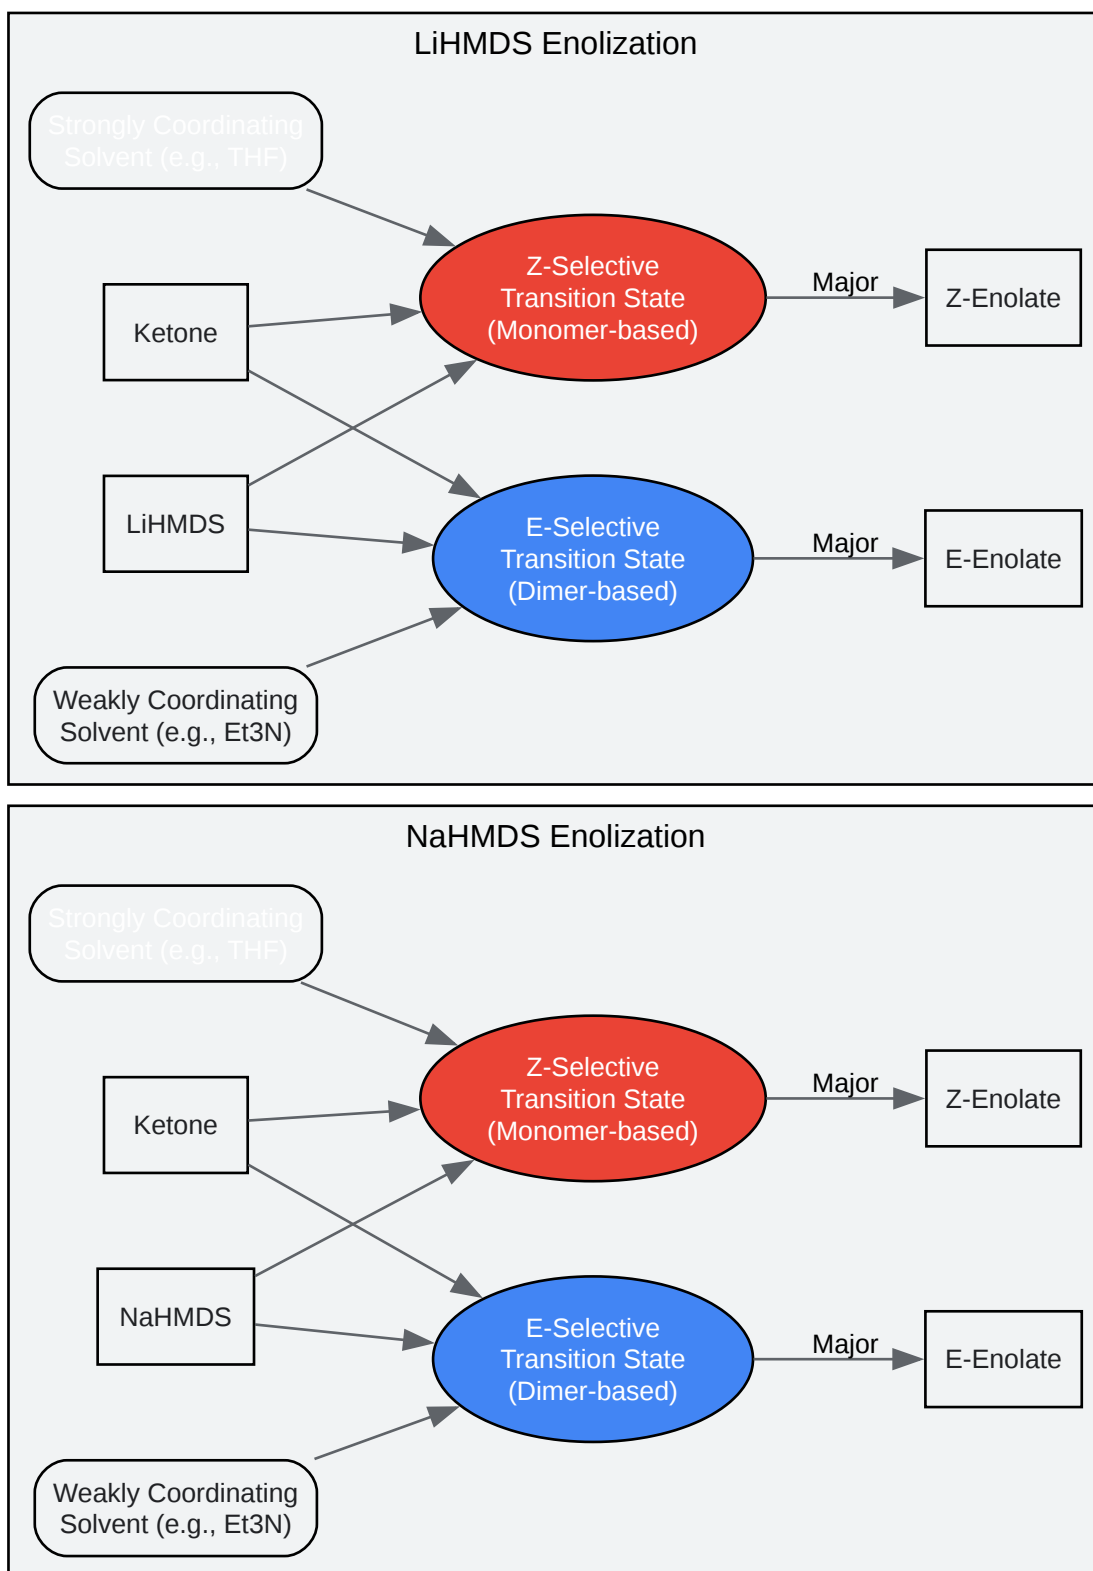 LiHMDS Enolization
Strongly Coordinating
Solvent (e.g., THF)
Z-Selective
Transition State
(Monomer-based)
Major
Z-Enolate
Ketone
LiHMDS
E-Selective
Transition State
(Dimer-based)
Major
E-Enolate
Weakly Coordinating
Solvent (e.g., Et3N)
NaHMDS Enolization
Strongly Coordinating
Solvent (e.g., THF)
Z-Selective
Transition State
(Monomer-based)
Major
Z-Enolate
Ketone
NaHMDS
E-Selective
Transition State
(Dimer-based)
Major
E-Enolate
Weakly Coordinating
Solvent (e.g., Et3N)